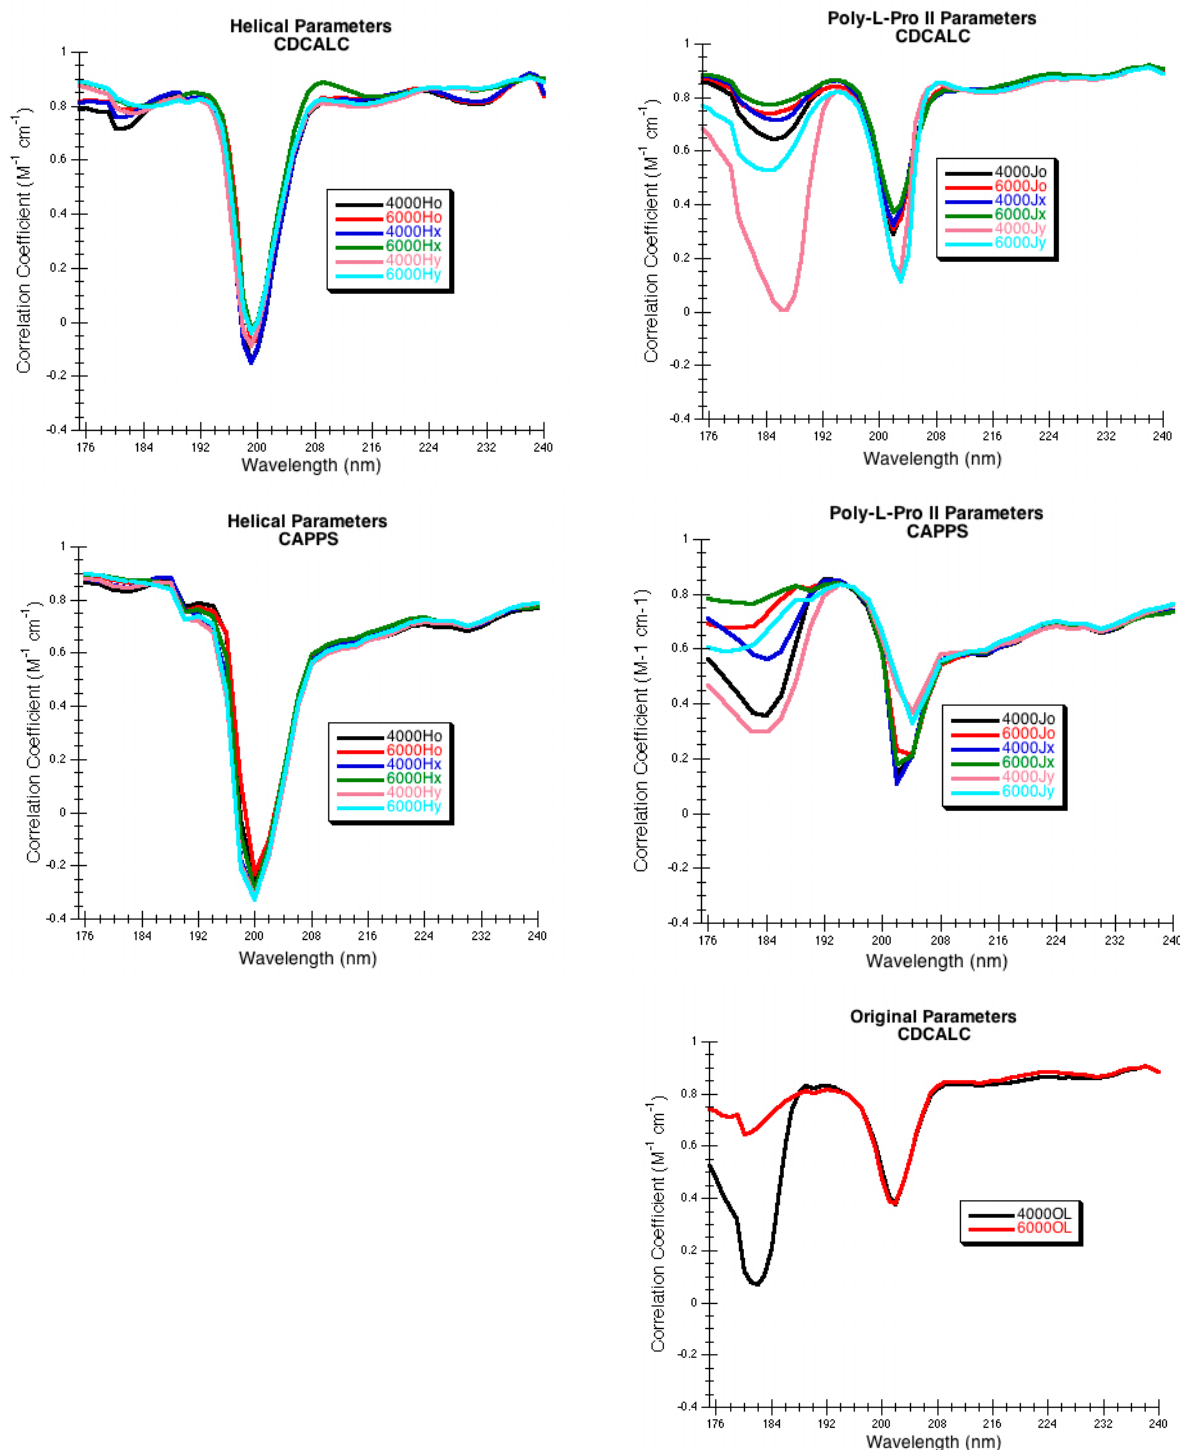 Helical Parameters
CDCALC
Correlation Coefficient (M⁻¹ cm⁻¹)
1
0.8
0.6
0.4
0.2
0
-0.2
-0.4
4000Ho
6000Ho
4000Hx
6000Hx
4000Hy
6000Hy
176 184 192 200 208 216 224 232 240
Wavelength (nm)
Poly-L-Pro II Parameters
CDCALC
Correlation Coefficient (M⁻¹ cm⁻¹)
1
0.8
0.6
0.4
0.2
0
-0.2
-0.4
4000Jo
6000Jo
4000Jx
6000Jx
4000Jy
6000Jy
176 184 192 200 208 216 224 232 240
Wavelength (nm)
Helical Parameters
CAPPS
Correlation Coefficient (M⁻¹ cm⁻¹)
1
0.8
0.6
0.4
0.2
0
-0.2
-0.4
4000Ho
6000Ho
4000Hx
6000Hx
4000Hy
6000Hy
176 184 192 200 208 216 224 232 240
Wavelength (nm)
Poly-L-Pro II Parameters
CAPPS
Correlation Coefficient (M-1 cm-1)
1
0.8
0.6
0.4
0.2
0
-0.2
-0.4
4000Jo
6000Jo
4000Jx
6000Jx
4000Jy
6000Jy
176 184 192 200 208 216 224 232 240
Wavelength (nm)
Original Parameters
CDCALC
Correlation Coefficient (M⁻¹ cm⁻¹)
1
0.8
0.6
0.4
0.2
0
-0.2
-0.4
4000OL
6000OL
176 184 192 200 208 216 224 232 240
Wavelength (nm)